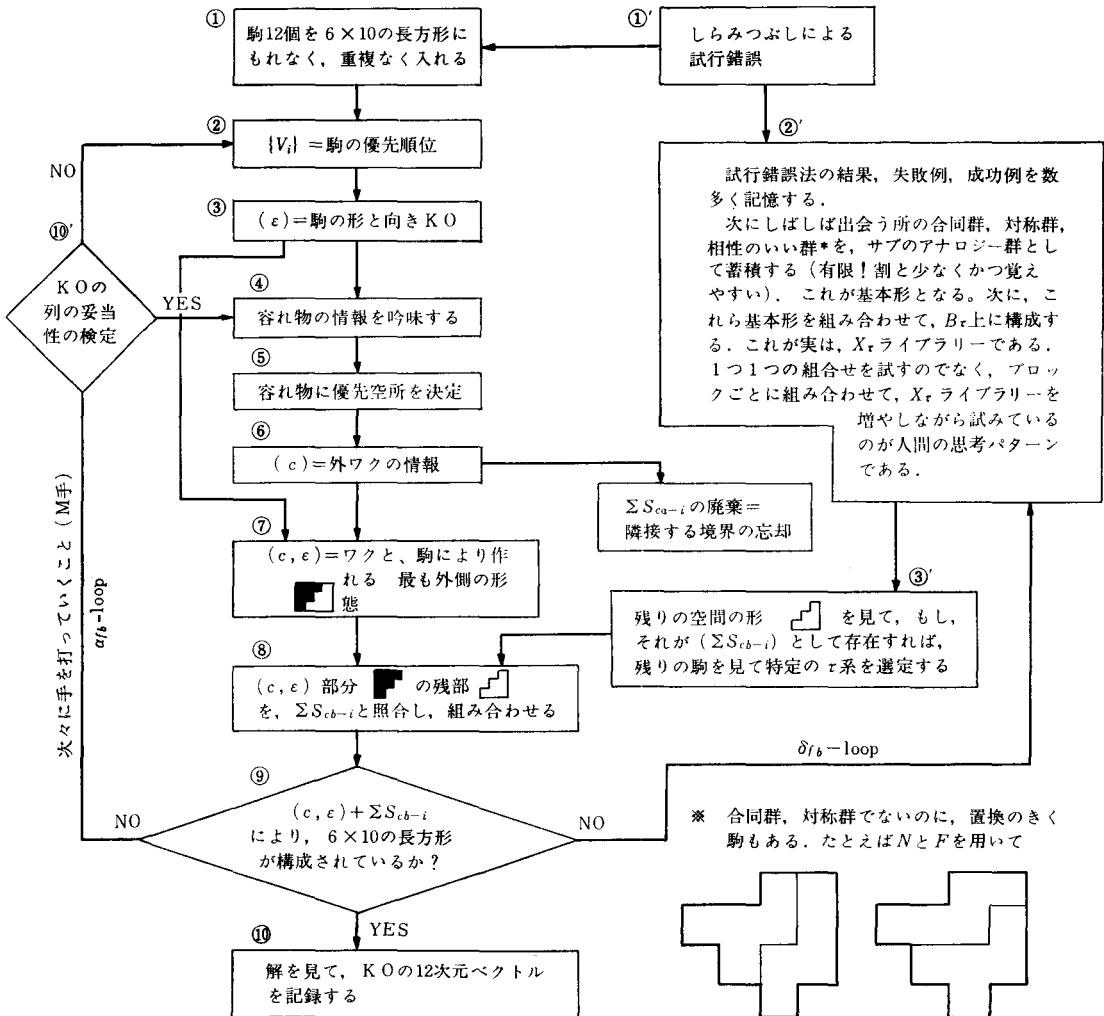 ①
駒12個を6×10の長方形に
もれなく，重複なく入れる
①′
しらみつぶしによる
試行錯誤
②
{Vi}＝駒の優先順位
NO
③
(ε)＝駒の形と向きKO
⑩′
KOの
列の妥当
性の検定
YES
④
容れ物の情報を吟味する
⑤
容れ物に優先空所を決定
⑥
(c)＝外ワクの情報
②′
試行錯誤法の結果，失敗例，成功例を数
多く記憶する．
次にしばしば出会う所の合同群，対称群，
相性のいい群*を，サブのアナロジー群とし
て蓄積する（有限！割と少なくかつ覚え
やすい）．これが基本形となる。次に，こ
れら基本形を組み合わせて，Bτ上に構成す
る．これが実は，Xτライブラリーである．
1つ1つの組合せを試すのでなく，ブロッ
クごとに組み合わせて，Xτライブラリーを
増やしながら試みている
のが人間の思考パターン
である．
ΣSca−iの廃棄＝
隣接する境界の忘却
⑦
(c, ε)＝ワクと、駒により作
れる 最も外側の形
態
③′
残りの空間の形 を見て，もし，
それが(ΣScb−i)として存在すれば，
残りの駒を見て特定のτ系を選定する
⑧
(c, ε)部分 の残部
を，ΣScb−iと照合し，組み合わせる
次々に手を打っていくこと（M手）
αfb−loop
δfb−loop
⑨
(c, ε)＋ΣScb−i
により，6×10の長方形
が構成されているか？
NO
NO
YES
⑩
解を見て，KOの12次元ベクトル
を記録する
※ 合同群，対称群でないのに，置換のきく
駒もある．たとえばNとFを用いて